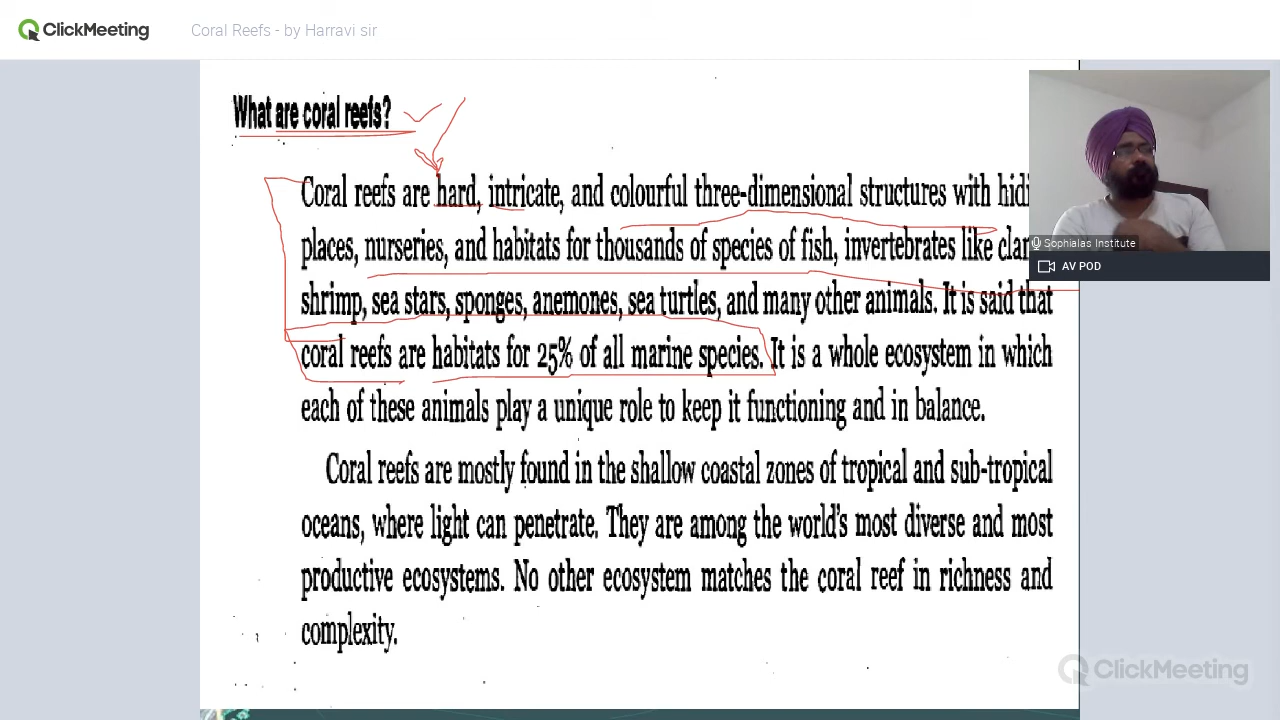 ClickMeeting
Coral Reefs - by Harravi sir
What are coral reefs?
Coral reefs are hard, intricate, and colourful three-dimensional structures with
places, nurseries, and habitats for thousands of species of fish, invertebrates like
Sophialas Institute
AV POD
shrimp, sea stars, sponges, anemones, sea turtles, and many other animals. It is said that
coral reefs are habitats for 25% of all marine species. It is a whole ecosystem in which
each of these animals play a unique role to keep it functioning and in balance.
Coral reefs are mostly found in the shallow coastal zones of tropical and sub-tropical
oceans, where light can penetrate. They are among the world's most diverse and most
productive ecosystems. No other ecosystem matches the coral reef in richness and
complexity.
ClickMeeting